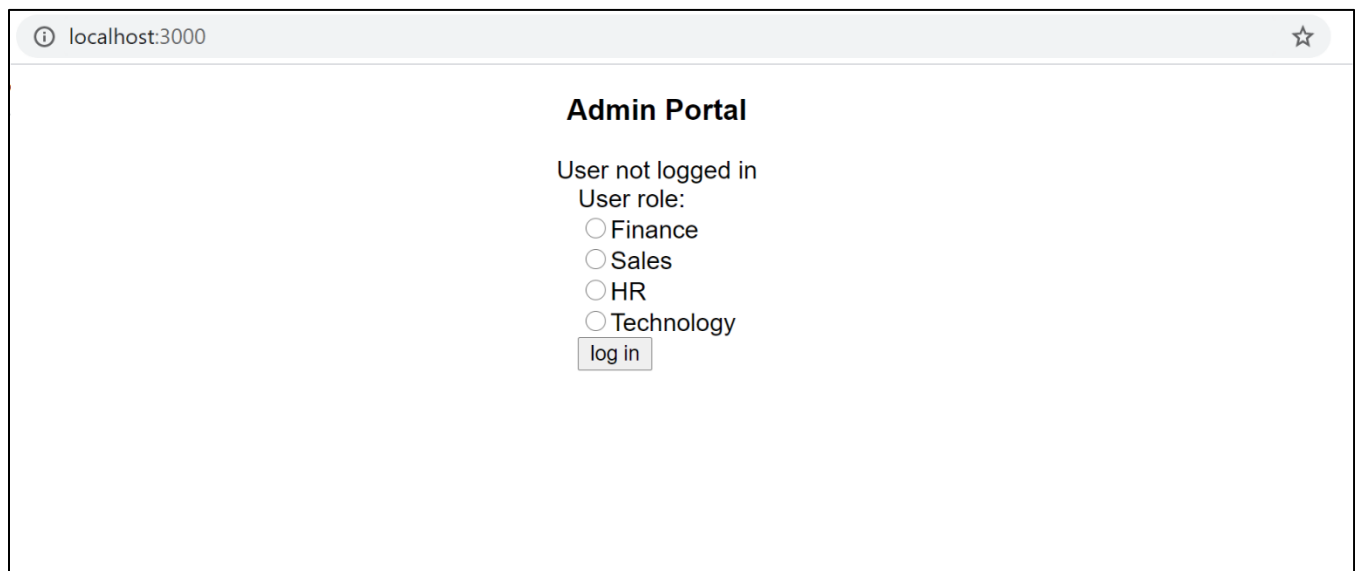 localhost:3000
Admin Portal
User not logged in
User role:
Finance
Sales
HR
Technology
log in